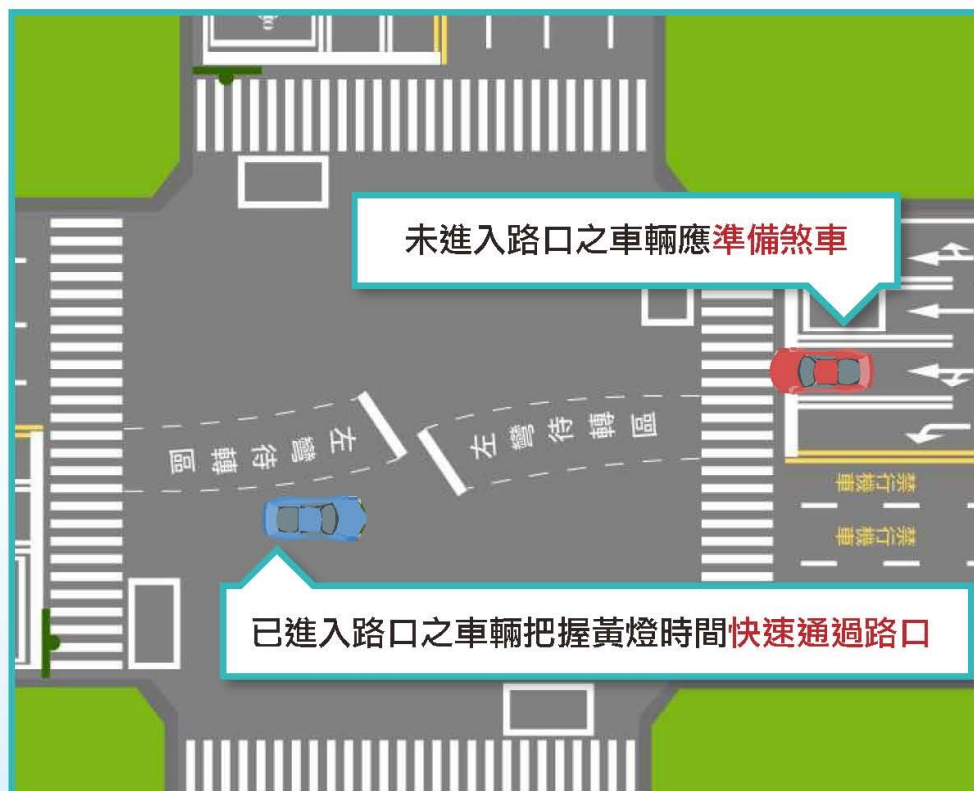 未進入路口之車輛應準備煞車
左彎待轉區
左彎待轉區
禁行機車
禁行機車
已進入路口之車輛把握黃燈時間快速通過路口